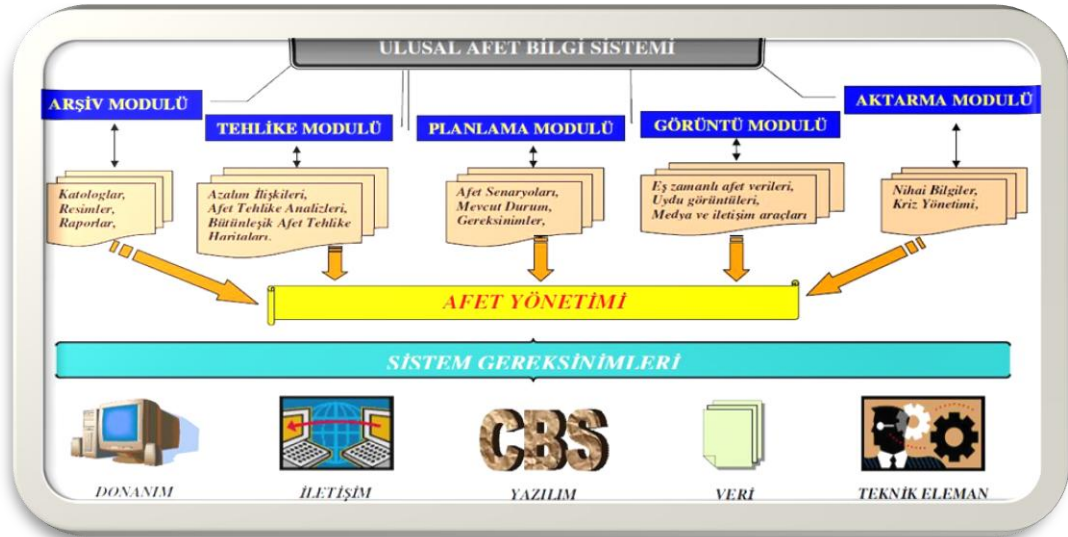 ULUSAL AFET BİLGİ SİSTEMİ
ARŞİV MODULÜ
TEHLİKE MODULÜ
PLANLAMA MODULÜ
GÖRÜNTÜ MODULÜ
AKTARMA MODULÜ
Katologlar,
Resimler,
Raporlar,
Azalım İlişkileri,
Afet Tehlike Analizleri,
Bütünleşik Afet Tehlike
Haritaları.
Afet Senaryoları,
Mevcut Durum,
Gereksinimler,
Eş zamanlı afet verileri,
Uydu görüntüleri,
Medya ve iletişim araçları
Nihai Bilgiler,
Kriz Yönetimi,
AFET YÖNETİMİ
SİSTEM GEREKSİNİMLERİ
CBS
DONANIM
İLETİŞİM
YAZILIM
VERİ
TEKNİK ELEMAN